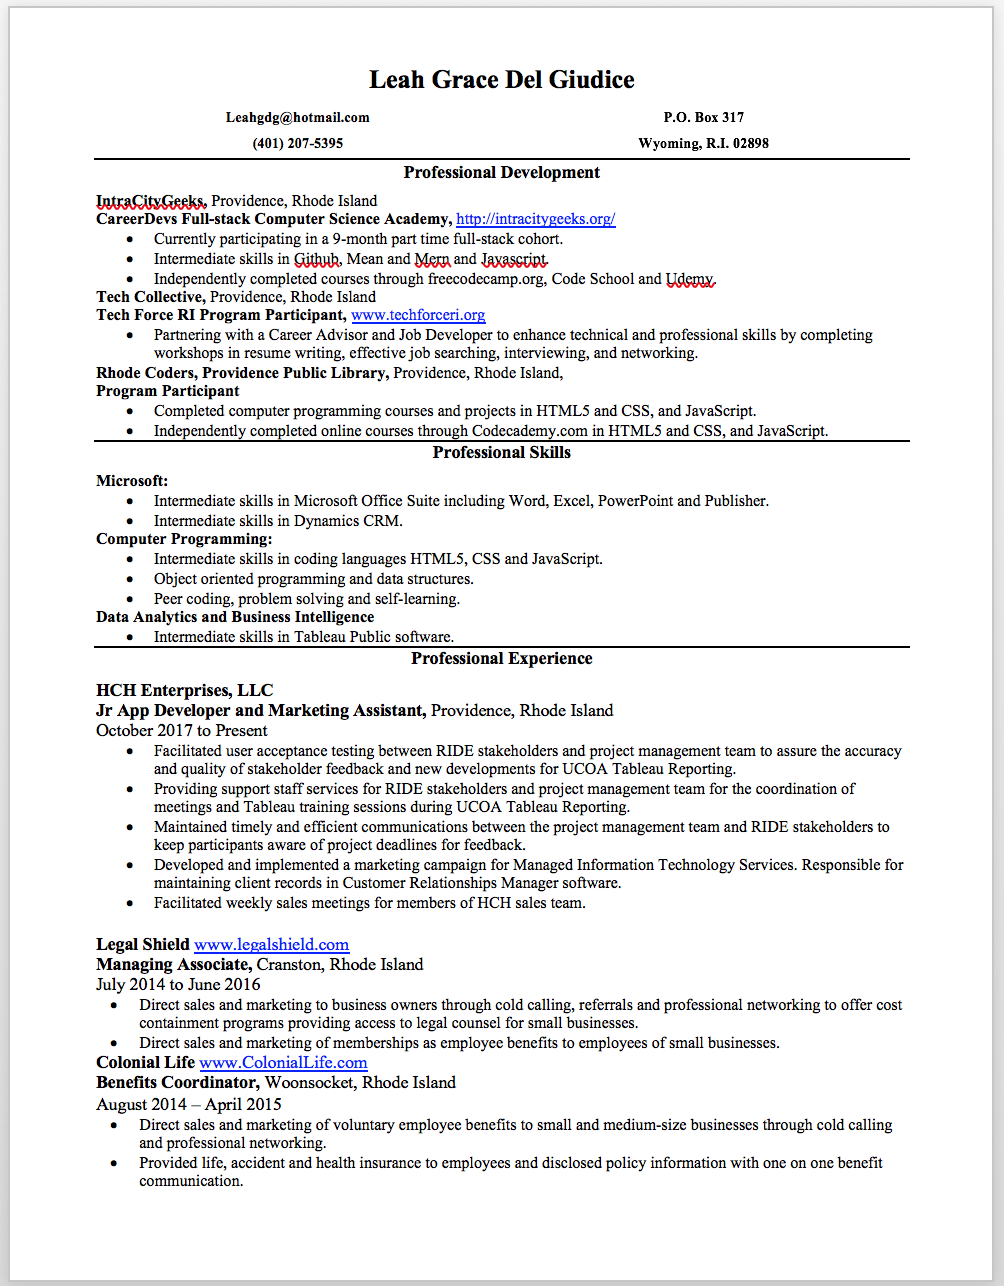 Leah Grace Del Giudice
Leahgdg@hotmail.com P.O. Box 317
(401) 207-5395 Wyoming, R.I. 02898
Professional Development
IntraCityGeeks, Providence, Rhode Island
CareerDevs Full-stack Computer Science Academy, http://intracitygeeks.org/
• Currently participating in a 9-month part time full-stack cohort.
• Intermediate skills in Github, Mean and Mern and Javascript.
• Independently completed courses through freecodecamp.org, Code School and Udemy.
Tech Collective, Providence, Rhode Island
Tech Force RI Program Participant, www.techforceri.org
• Partnering with a Career Advisor and Job Developer to enhance technical and professional skills by completing
workshops in resume writing, effective job searching, interviewing, and networking.
Rhode Coders, Providence Public Library, Providence, Rhode Island,
Program Participant
• Completed computer programming courses and projects in HTML5 and CSS, and JavaScript.
• Independently completed online courses through Codecademy.com in HTML5 and CSS, and JavaScript.
Professional Skills
Microsoft:
• Intermediate skills in Microsoft Office Suite including Word, Excel, PowerPoint and Publisher.
• Intermediate skills in Dynamics CRM.
Computer Programming:
• Intermediate skills in coding languages HTML5, CSS and JavaScript.
• Object oriented programming and data structures.
• Peer coding, problem solving and self-learning.
Data Analytics and Business Intelligence
• Intermediate skills in Tableau Public software.
Professional Experience
HCH Enterprises, LLC
Jr App Developer and Marketing Assistant, Providence, Rhode Island
October 2017 to Present
• Facilitated user acceptance testing between RIDE stakeholders and project management team to assure the accuracy
and quality of stakeholder feedback and new developments for UCOA Tableau Reporting.
• Providing support staff services for RIDE stakeholders and project management team for the coordination of
meetings and Tableau training sessions during UCOA Tableau Reporting.
• Maintained timely and efficient communications between the project management team and RIDE stakeholders to
keep participants aware of project deadlines for feedback.
• Developed and implemented a marketing campaign for Managed Information Technology Services. Responsible for
maintaining client records in Customer Relationships Manager software.
• Facilitated weekly sales meetings for members of HCH sales team.
Legal Shield www.legalshield.com
Managing Associate, Cranston, Rhode Island
July 2014 to June 2016
• Direct sales and marketing to business owners through cold calling, referrals and professional networking to offer cost
containment programs providing access to legal counsel for small businesses.
• Direct sales and marketing of memberships as employee benefits to employees of small businesses.
Colonial Life www.ColonialLife.com
Benefits Coordinator, Woonsocket, Rhode Island
August 2014 – April 2015
• Direct sales and marketing of voluntary employee benefits to small and medium-size businesses through cold calling
and professional networking.
• Provided life, accident and health insurance to employees and disclosed policy information with one on one benefit
communication.